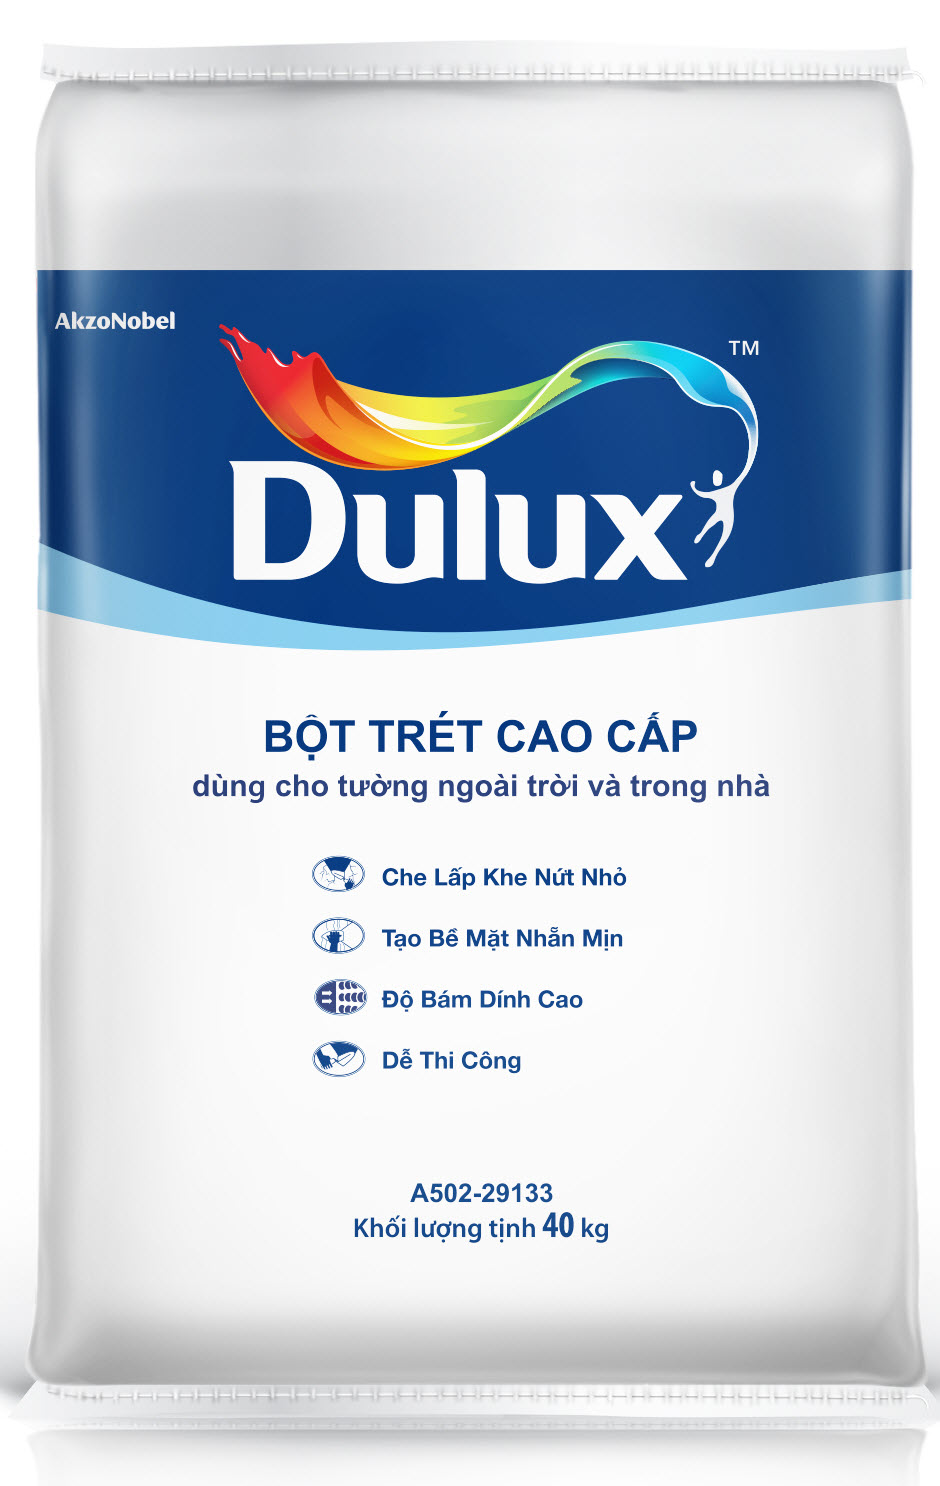 AkzoNobel
TM
Dulux
BỘT TRÉT CAO CẤP
dùng cho tường ngoài trời và trong nhà
Che Lấp Khe Nứt Nhỏ
Tạo Bề Mặt Nhẵn Mịn
Độ Bám Dính Cao
Dễ Thi Công
A502-29133
Khối lượng tịnh 40 kg